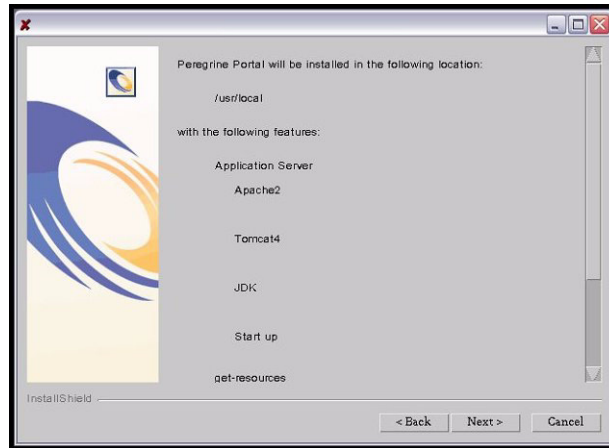 Peregrine Portal will be installed in the following location:
/usr/local
with the following features:
Application Server
Apache2
Tomcat4
JDK
Start up
get-resources
InstallShield
< Back
Next >
Cancel